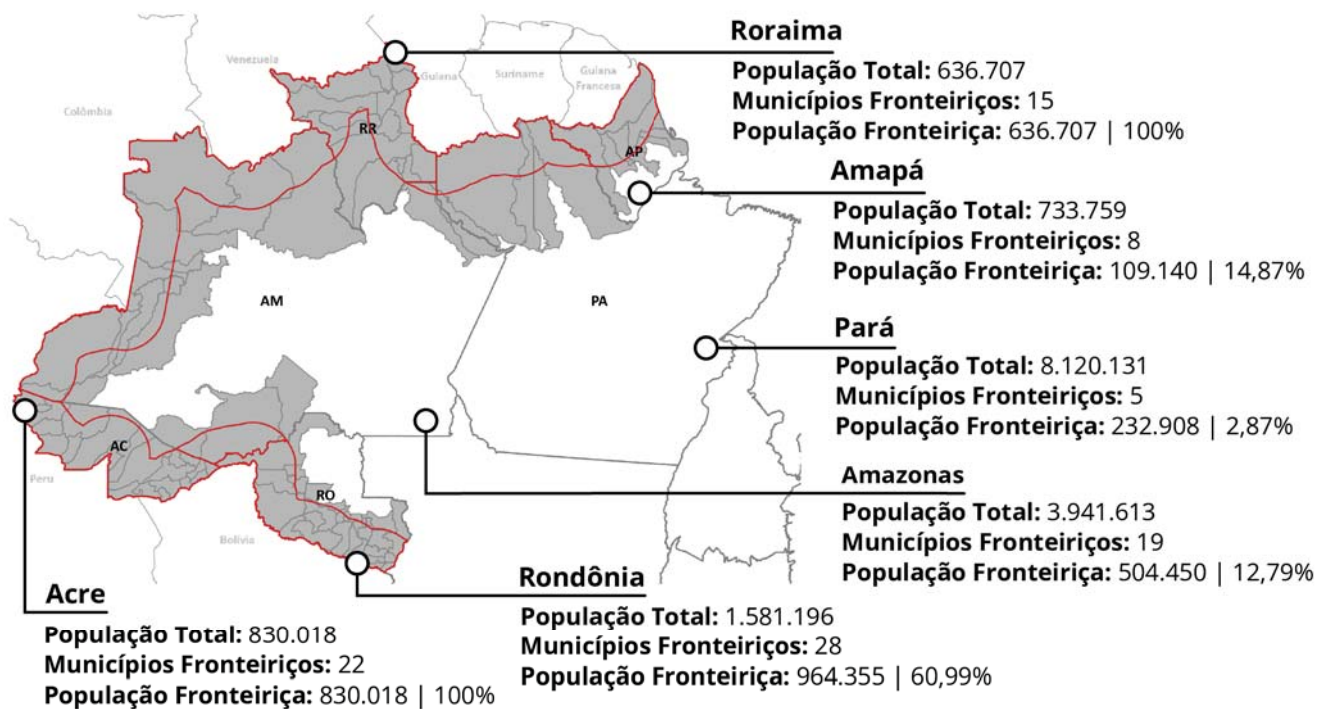 Roraima
População Total: 636.707
Municípios Fronteiriços: 15
População Fronteiriça: 636.707 | 100%
Amapá
População Total: 733.759
Municípios Fronteiriços: 8
População Fronteiriça: 109.140 | 14,87%
Pará
População Total: 8.120.131
Municípios Fronteiriços: 5
População Fronteiriça: 232.908 | 2,87%
Amazonas
População Total: 3.941.613
Municípios Fronteiriços: 19
População Fronteiriça: 504.450 | 12,79%
Rondônia
População Total: 1.581.196
Municípios Fronteiriços: 28
População Fronteiriça: 964.355 | 60,99%
Acre
População Total: 830.018
Municípios Fronteiriços: 22
População Fronteiriça: 830.018 | 100%
Venezuela
Guiana
Suriname
Guiana
Francesa
Colômbia
RR
AP
AM
PA
AC
RO
Peru
Bolívia